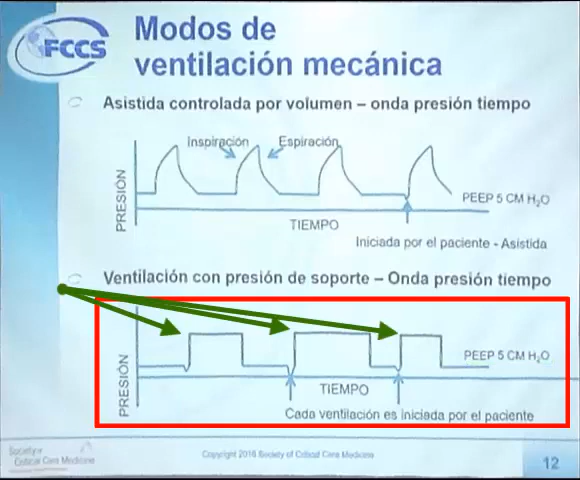 FCCS
Modos de
ventilación mecánica
Asistida controlada por volumen – onda presión tiempo
Inspiración
Espiración
PRESIÓN
PEEP 5 CM H₂O
TIEMPO
Iniciada por el paciente - Asistida
Ventilación con presión de soporte – Onda presión tiempo
PRESIÓN
PEEP 5 CM H₂O
TIEMPO
Cada ventilación es iniciada por el paciente
Society of
Critical Care Medicine
Copyright 2016 Society of Critical Care Medicine
12